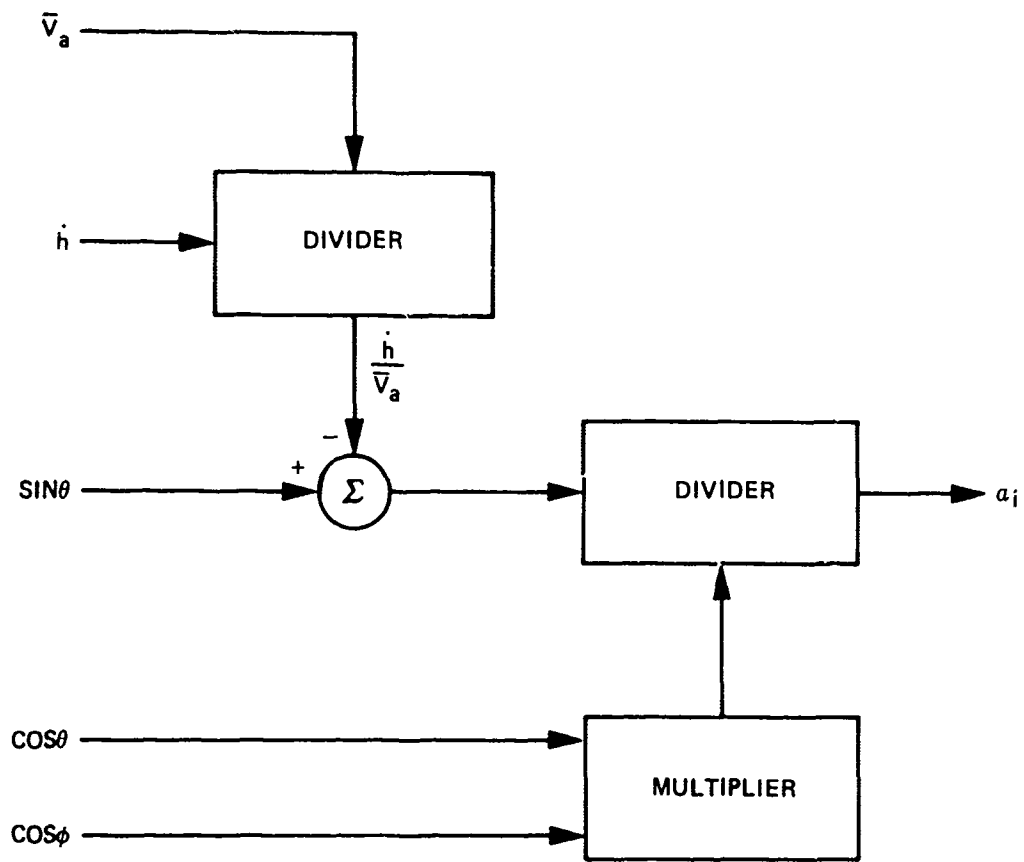 V̄a
ḣ
DIVIDER
ḣ
V̄a
−
+
SINθ
Σ
DIVIDER
ai
COSθ
MULTIPLIER
COSϕ